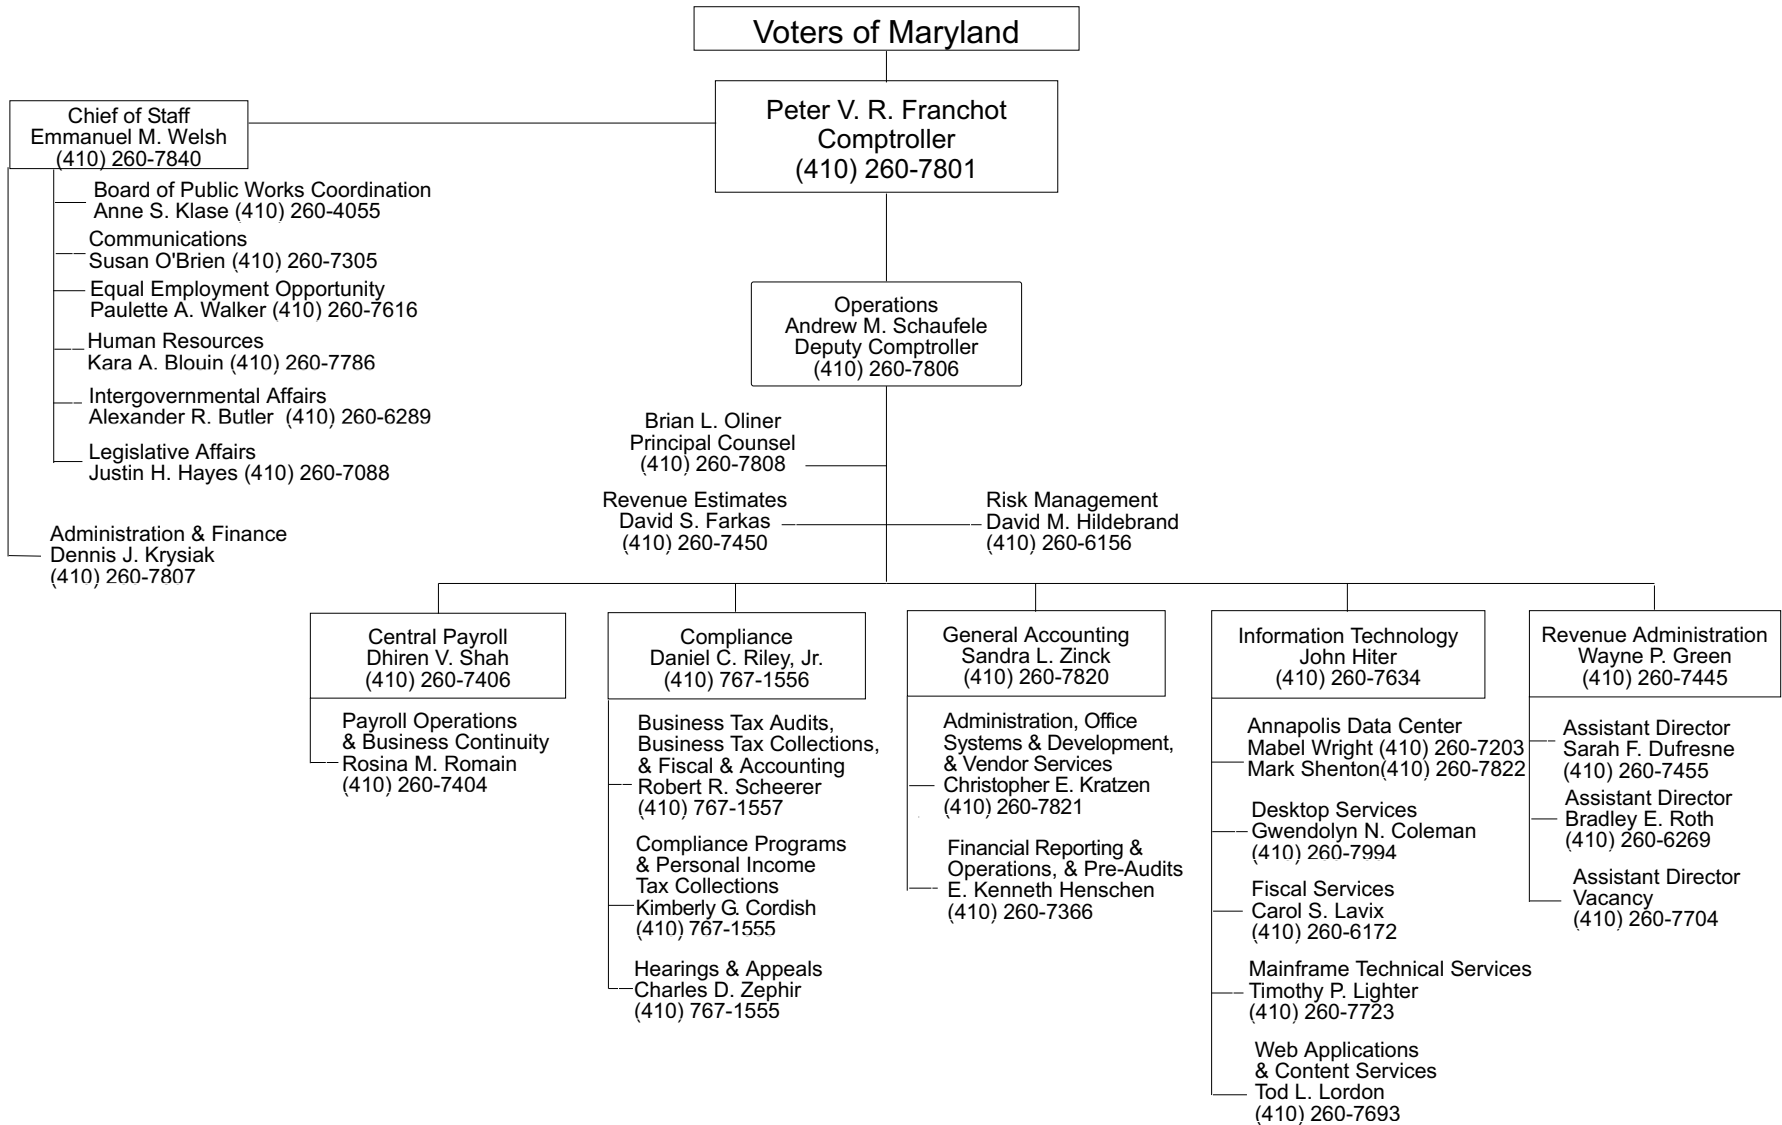 Voters of Maryland
Peter V. R. Franchot
Comptroller
(410) 260-7801
Chief of Staff
Emmanuel M. Welsh
(410) 260-7840
Board of Public Works Coordination
Anne S. Klase (410) 260-4055
Communications
Susan O'Brien (410) 260-7305
Equal Employment Opportunity
Paulette A. Walker (410) 260-7616
Human Resources
Kara A. Blouin (410) 260-7786
Intergovernmental Affairs
Alexander R. Butler (410) 260-6289
Legislative Affairs
Justin H. Hayes (410) 260-7088
Administration & Finance
Dennis J. Krysiak
(410) 260-7807
Operations
Andrew M. Schaufele
Deputy Comptroller
(410) 260-7806
Brian L. Oliner
Principal Counsel
(410) 260-7808
Revenue Estimates
David S. Farkas
(410) 260-7450
Risk Management
David M. Hildebrand
(410) 260-6156
Central Payroll
Dhiren V. Shah
(410) 260-7406
Payroll Operations
& Business Continuity
Rosina M. Romain
(410) 260-7404
Compliance
Daniel C. Riley, Jr.
(410) 767-1556
Business Tax Audits,
Business Tax Collections,
& Fiscal & Accounting
Robert R. Scheerer
(410) 767-1557
Compliance Programs
& Personal Income
Tax Collections
Kimberly G. Cordish
(410) 767-1555
Hearings & Appeals
Charles D. Zephir
(410) 767-1555
General Accounting
Sandra L. Zinck
(410) 260-7820
Administration, Office
Systems & Development,
& Vendor Services
Christopher E. Kratzen
(410) 260-7821
Financial Reporting &
Operations, & Pre-Audits
E. Kenneth Henschen
(410) 260-7366
Information Technology
John Hiter
(410) 260-7634
Annapolis Data Center
Mabel Wright (410) 260-7203
Mark Shenton(410) 260-7822
Desktop Services
Gwendolyn N. Coleman
(410) 260-7994
Fiscal Services
Carol S. Lavix
(410) 260-6172
Mainframe Technical Services
Timothy P. Lighter
(410) 260-7723
Web Applications
& Content Services
Tod L. Lordon
(410) 260-7693
Revenue Administration
Wayne P. Green
(410) 260-7445
Assistant Director
Sarah F. Dufresne
(410) 260-7455
Assistant Director
Bradley E. Roth
(410) 260-6269
Assistant Director
Vacancy
(410) 260-7704